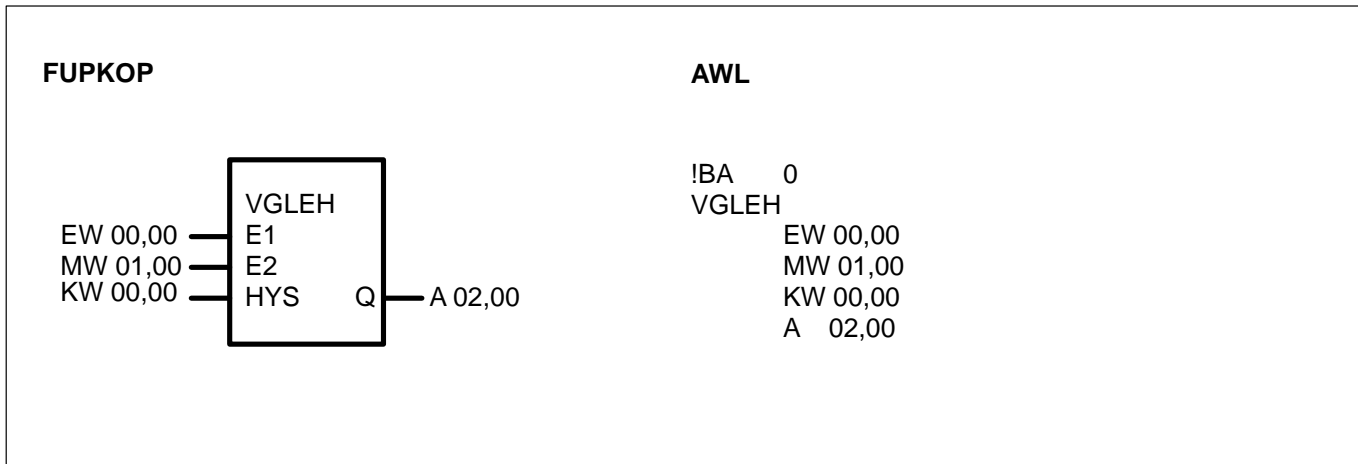 FUPKOP
VGLEH
EW 00,00 E1
MW 01,00 E2
KW 00,00 HYS Q A 02,00
AWL
!BA 0
VGLEH
EW 00,00
MW 01,00
KW 00,00
A 02,00